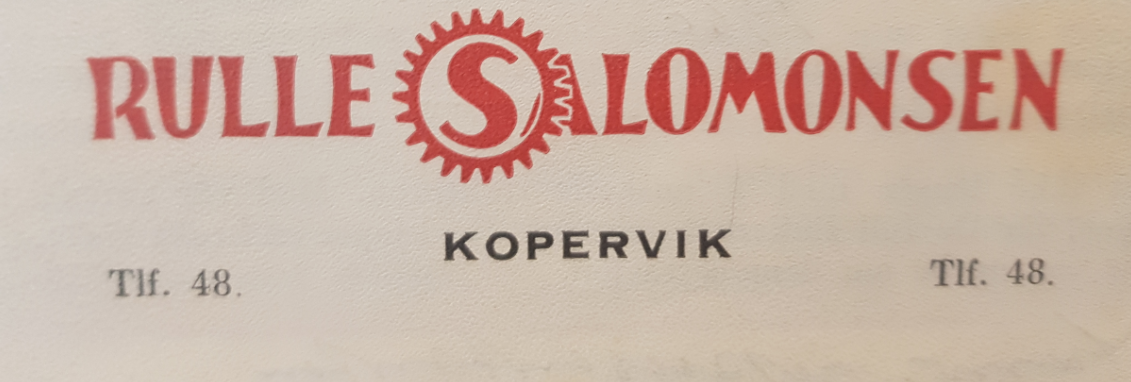 RULLE SALOMONSEN
KOPERVIK
Tlf. 48. Tlf. 48.